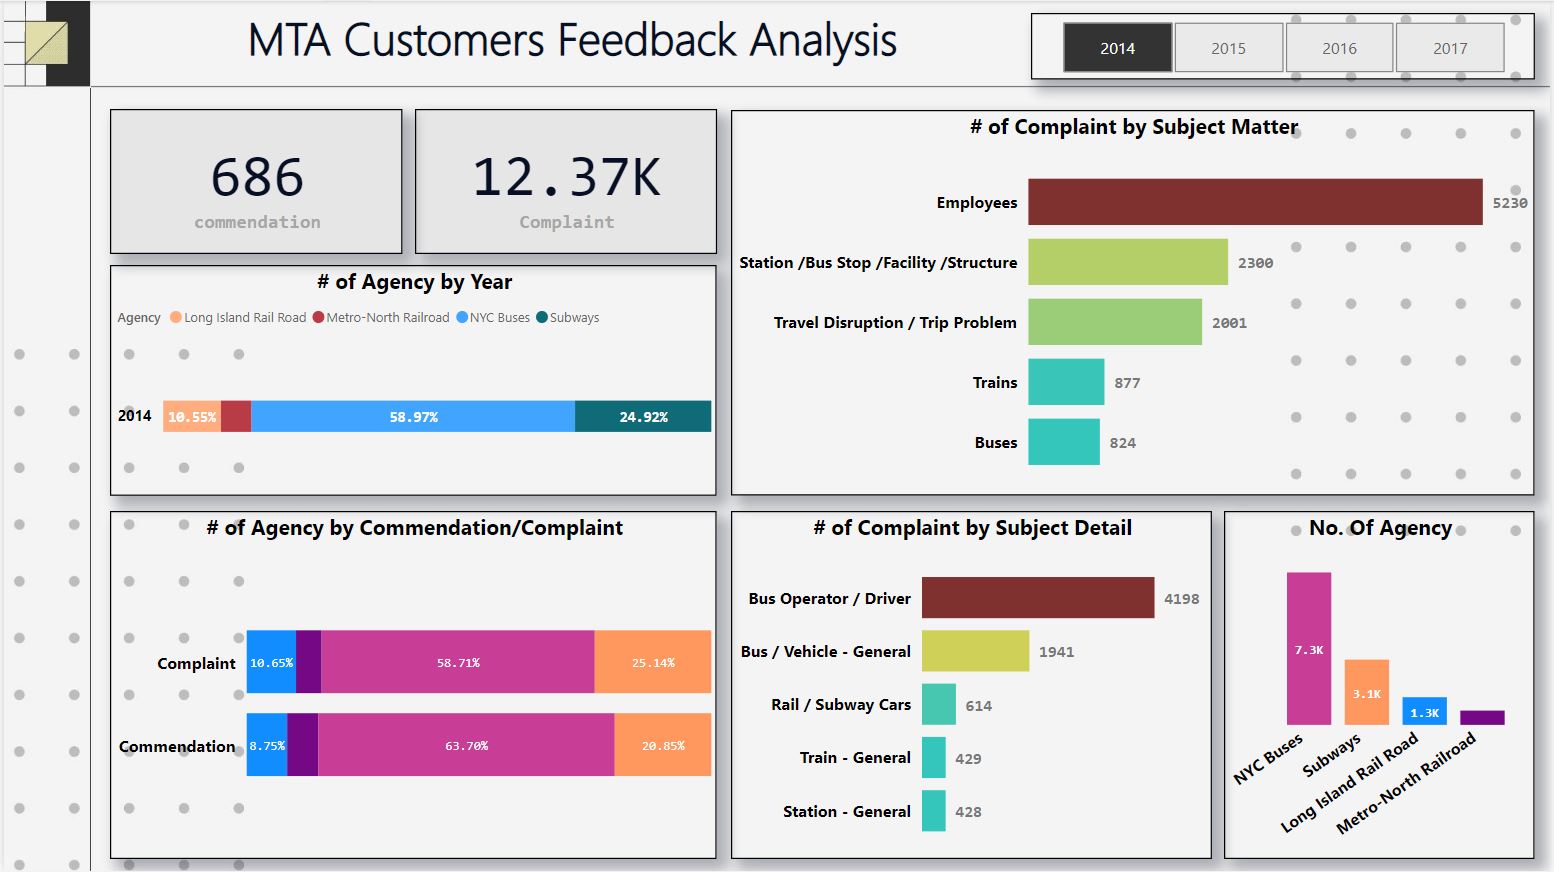 MTA Customers Feedback Analysis
2014 2015 2016 2017
686
commendation
12.37K
Complaint
# of Agency by Year
Agency Long Island Rail Road Metro-North Railroad NYC Buses Subways
2014 10.55% 58.97% 24.92%
# of Complaint by Subject Matter
Employees 5230
Station /Bus Stop /Facility /Structure 2300
Travel Disruption / Trip Problem 2001
Trains 877
Buses 824
# of Agency by Commendation/Complaint
Complaint 10.65% 58.71% 25.14%
Commendation 8.75% 63.70% 20.85%
# of Complaint by Subject Detail
Bus Operator / Driver 4198
Bus / Vehicle - General 1941
Rail / Subway Cars 614
Train - General 429
Station - General 428
No. Of Agency
7.3K
3.1K
1.3K
NYC Buses
Subways
Long Island Rail Road
Metro-North Railroad